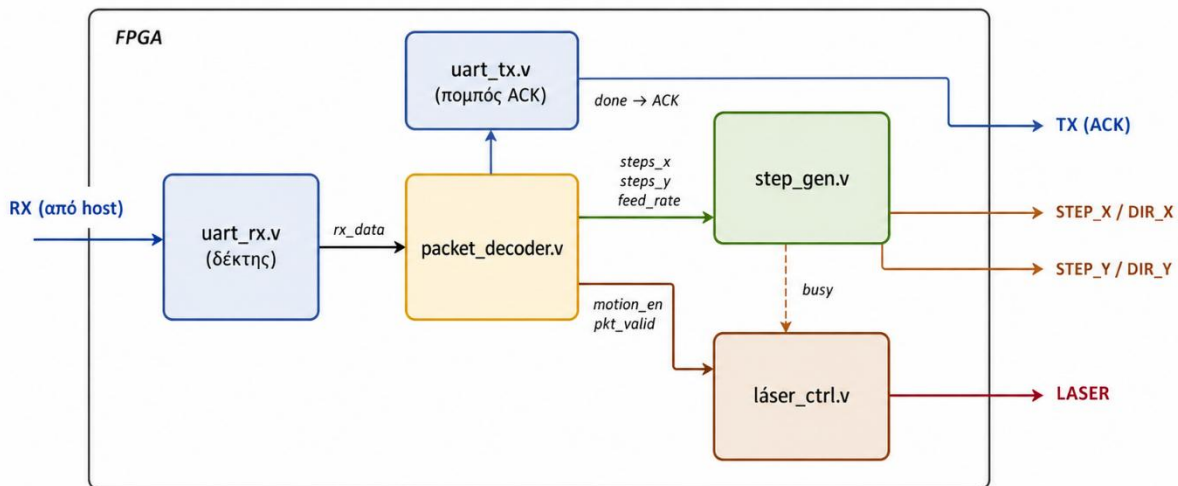 FPGA
uart_tx.v
(πομπός ACK)
done → ACK
TX (ACK)
steps_x
steps_y
feed_rate
step_gen.v
RX (από host)
uart_rx.v
(δέκτης)
rx_data
packet_decoder.v
STEP_X / DIR_X
STEP_Y / DIR_Y
busy
motion_en
pkt_valid
láser_ctrl.v
LASER